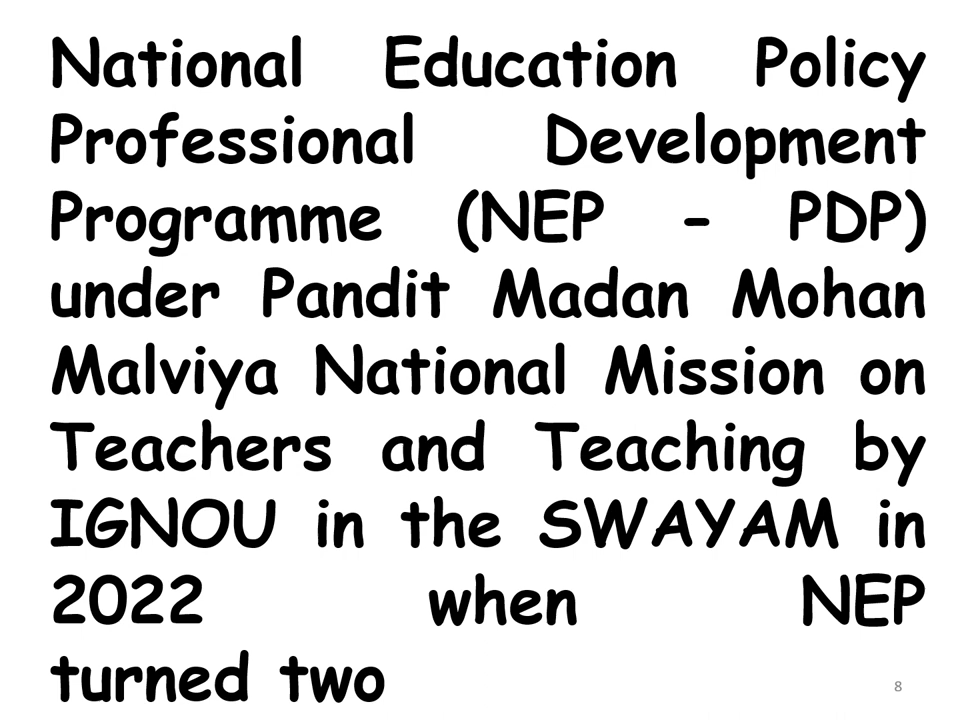 National Education Policy
Professional Development
Programme (NEP - PDP)
under Pandit Madan Mohan
Malviya National Mission on
Teachers and Teaching by
IGNOU in the SWAYAM in
2022 when NEP
turned two
8